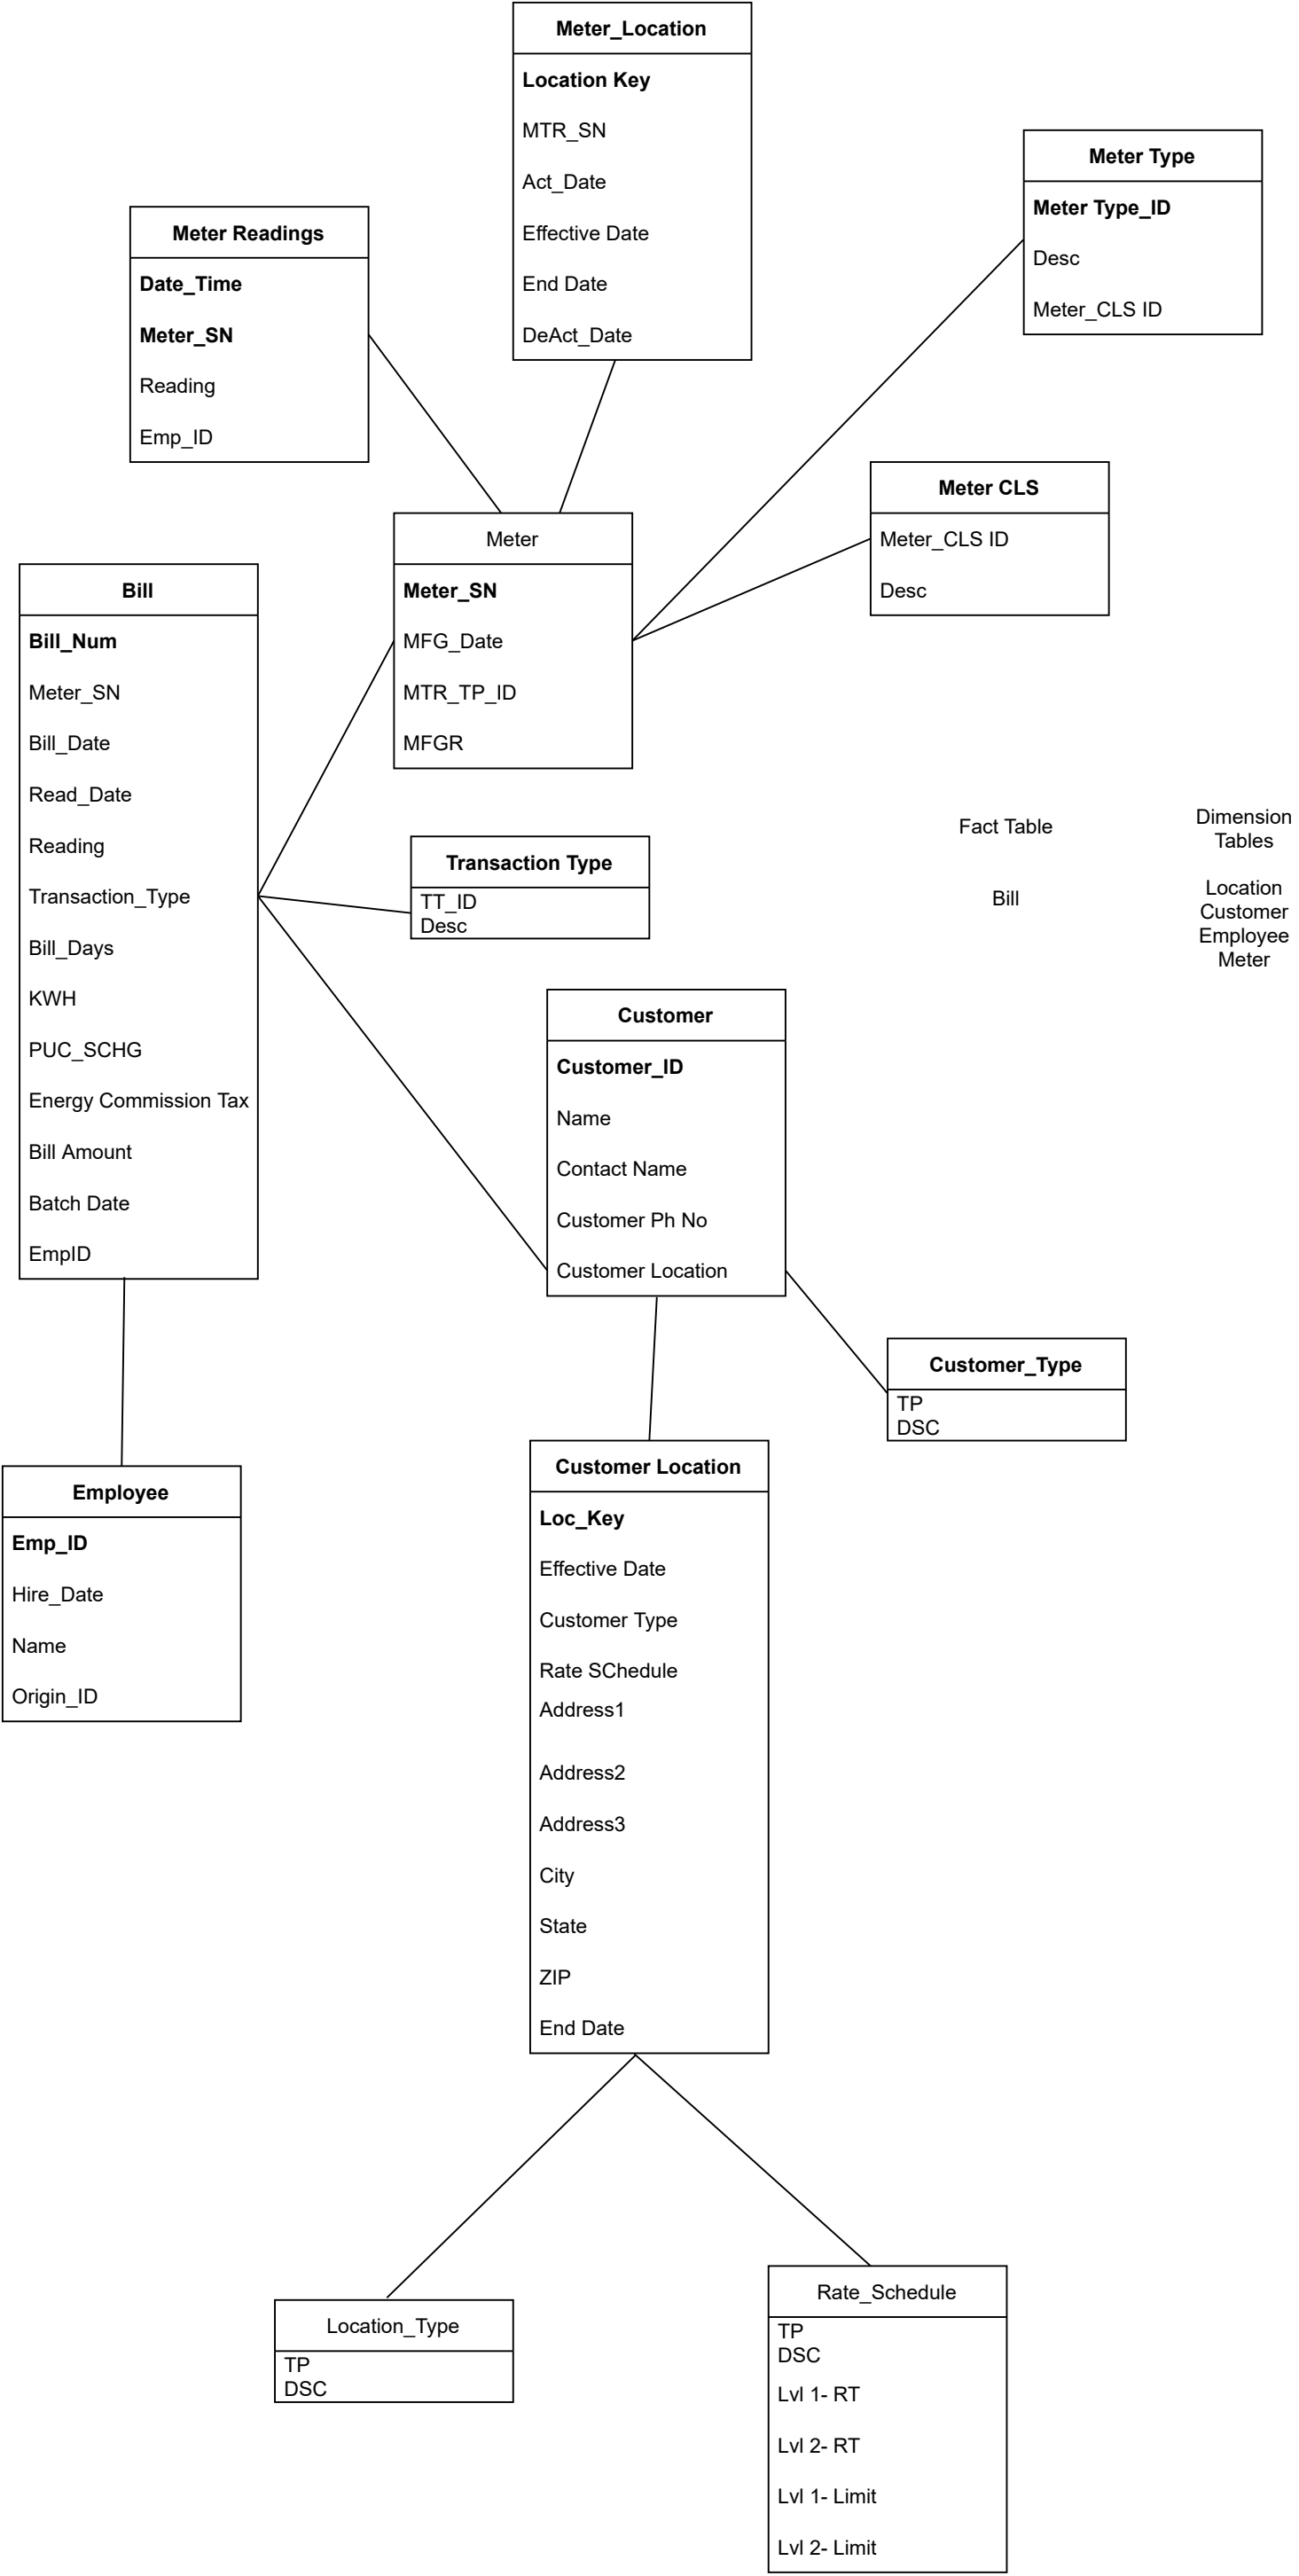 Meter_Location
Location Key
MTR_SN
Act_Date
Effective Date
End Date
DeAct_Date
Meter Type
Meter Type_ID
Desc
Meter_CLS ID
Meter Readings
Date_Time
Meter_SN
Reading
Emp_ID
Meter CLS
Meter_CLS ID
Desc
Meter
Meter_SN
MFG_Date
MTR_TP_ID
MFGR
Bill
Bill_Num
Meter_SN
Bill_Date
Read_Date
Reading
Transaction_Type
Bill_Days
KWH
PUC_SCHG
Energy Commission Tax
Bill Amount
Batch Date
EmpID
Transaction Type
TT_ID
Desc
Fact Table
Bill
Dimension
Tables
Location
Customer
Employee
Meter
Customer
Customer_ID
Name
Contact Name
Customer Ph No
Customer Location
Customer_Type
TP
DSC
Employee
Emp_ID
Hire_Date
Name
Origin_ID
Customer Location
Loc_Key
Effective Date
Customer Type
Rate SChedule
Address1
Address2
Address3
City
State
ZIP
End Date
Location_Type
TP
DSC
Rate_Schedule
TP
DSC
Lvl 1- RT
Lvl 2- RT
Lvl 1- Limit
Lvl 2- Limit